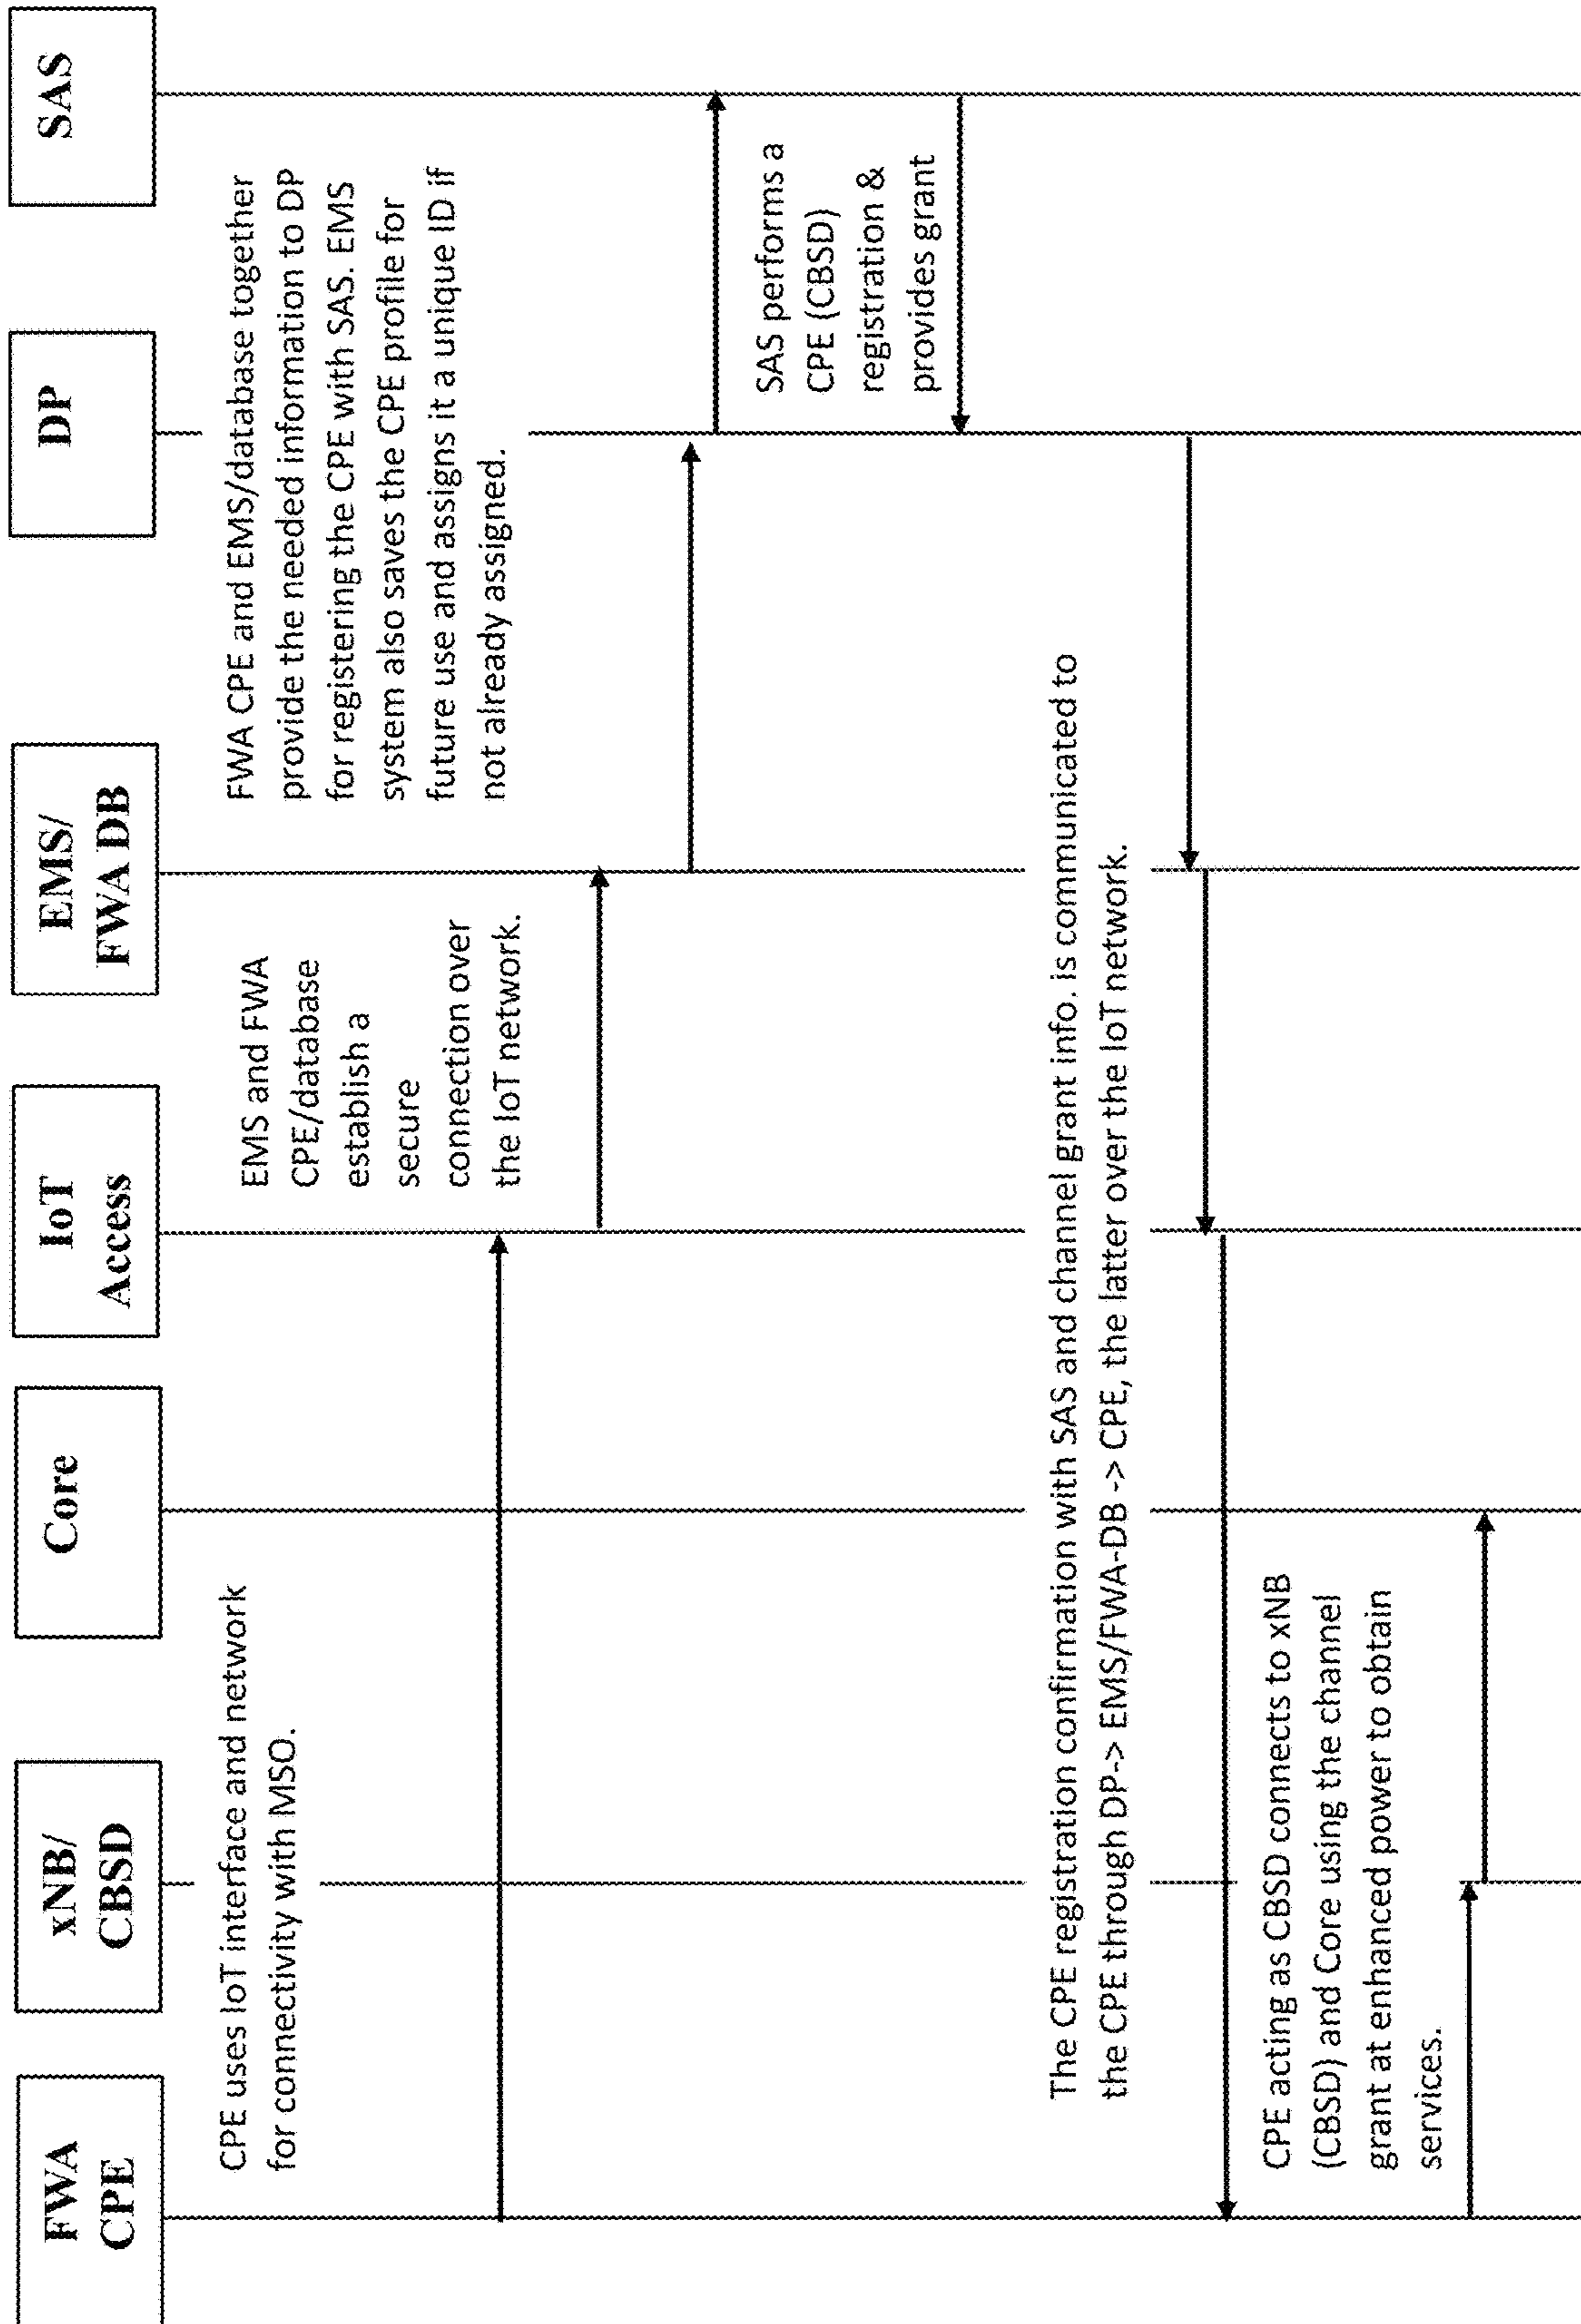 FWA
CPE
xNB/
CBSD
Core
IoT
Access
EMS/
FWA DB
DP
SAS
CPE uses IoT interface and network
for connectivity with MSO.
EMS and FWA
CPE/database
establish a
secure
connection over
the IoT network.
FWA CPE and EMS/database together
provide the needed information to DP
for registering the CPE with SAS. EMS
system also saves the CPE profile for
future use and assigns it a unique ID if
not already assigned.
SAS performs a
CPE (CBSD)
registration &
provides grant
The CPE registration confirmation with SAS and channel grant info. is communicated to
the CPE through DP-> EMS/FWA-DB -> CPE, the latter over the IoT network.
CPE acting as CBSD connects to xNB
(CBSD) and Core using the channel
grant at enhanced power to obtain
services.